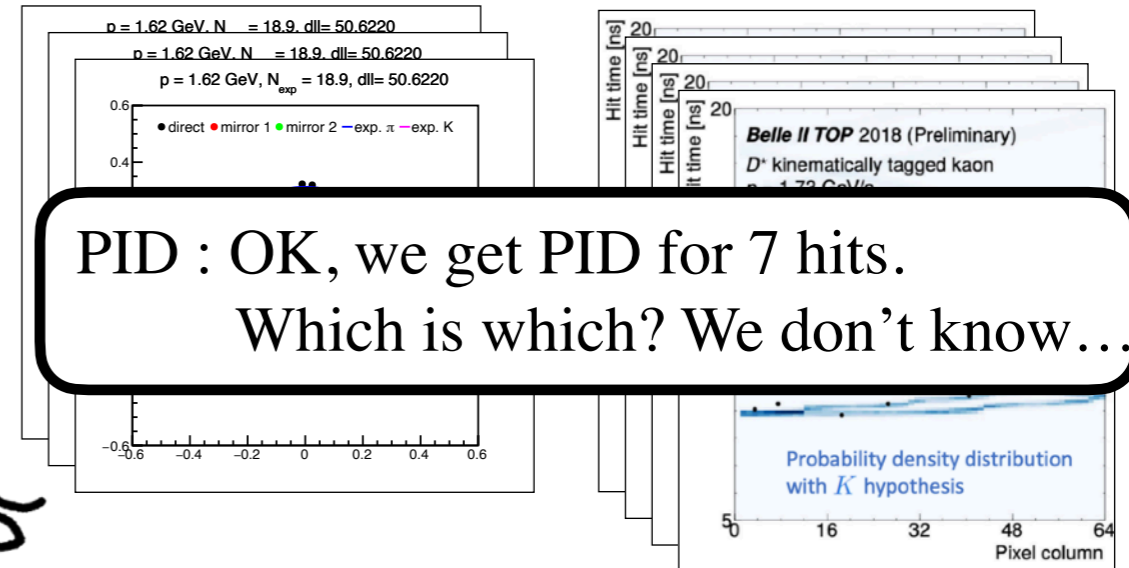 p = 1.62 GeV, N = 18.9, dll= 50.6220
p = 1.62 GeV, N = 18.9, dll= 50.6220
p = 1.62 GeV, Nexp = 18.9, dll= 50.6220
0.6
direct mirror 1 mirror 2 exp. π exp. K
0.4
−0.6
−0.6 −0.4 −0.2 0 0.2 0.4 0.6
Hit time [ns] 20
Hit time [ns] 20
Hit time [ns] 20
Hit time [ns] 20
Belle II TOP 2018 (Preliminary)
D* kinematically tagged kaon
p = 1.73 GeV/c
PID : OK, we get PID for 7 hits.
Which is which? We don’t know…
Probability density distribution
with K hypothesis
5
0 16 32 48 64
Pixel column